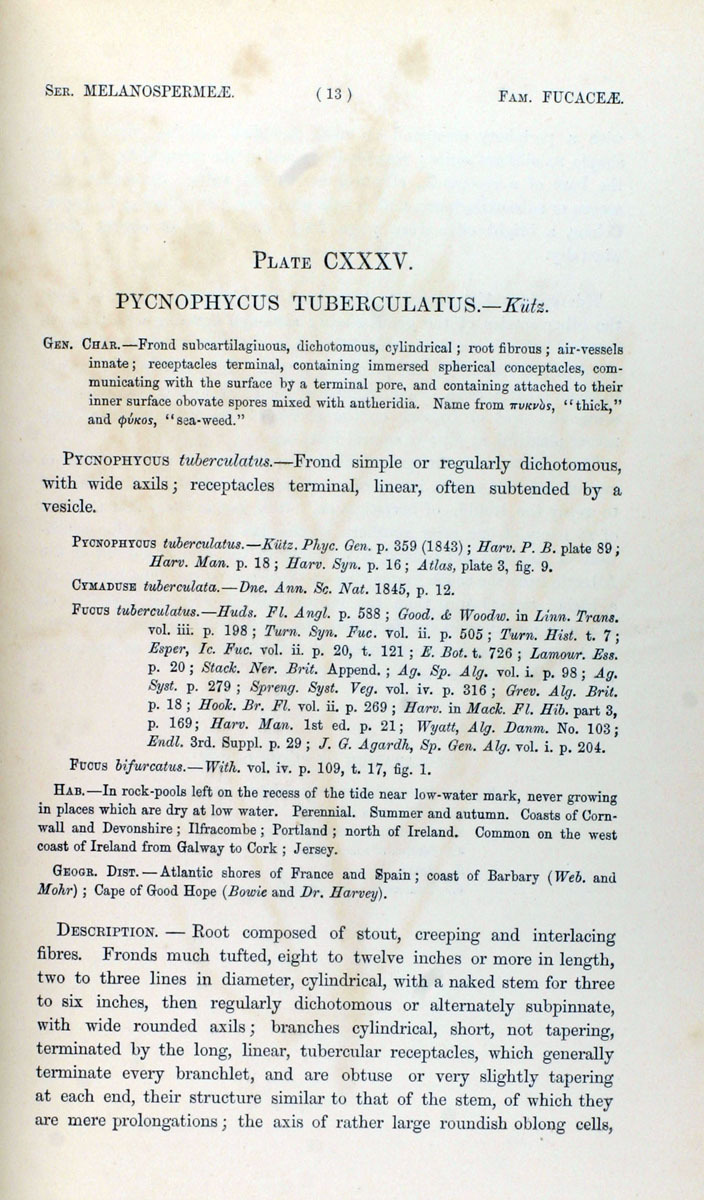 Ser. MELANOSPERMEÆ. (13) Fam. FUCACEÆ.
Plate CXXXV.
PYCNOPHYCUS TUBERCULATUS.—Kütz.
Gen. Char.—Frond subcartilaginous, dichotomous, cylindrical; root fibrous; air-vessels
innate; receptacles terminal, containing immersed spherical conceptacles, com-
municating with the surface by a terminal pore, and containing attached to their
inner surface obovate spores mixed with antheridia. Name from πυκνὸς, “thick,”
and φύκος, “sea-weed.”
Pycnophycus tuberculatus.—Frond simple or regularly dichotomous,
with wide axils; receptacles terminal, linear, often subtended by a
vesicle.
Pycnophycus tuberculatus.—Kütz. Phyc. Gen. p. 359 (1843); Harv. P. B. plate 89;
Harv. Man. p. 18; Harv. Syn. p. 16; Atlas, plate 3, fig. 9.
Cymaduse tuberculata.—Dne. Ann. Sc. Nat. 1845, p. 12.
Fucus tuberculatus.—Huds. Fl. Angl. p. 588; Good. & Woodw. in Linn. Trans.
vol. iii. p. 198; Turn. Syn. Fuc. vol. ii. p. 505; Turn. Hist. t. 7;
Esper, Ic. Fuc. vol. ii. p. 20, t. 121; E. Bot. t. 726; Lamour. Ess.
p. 20; Stack. Ner. Brit. Append.; Ag. Sp. Alg. vol. i. p. 98; Ag.
Syst. p. 279; Spreng. Syst. Veg. vol. iv. p. 316; Grev. Alg. Brit.
p. 18; Hook. Br. Fl. vol. ii. p. 269; Harv. in Mack. Fl. Hib. part 3,
p. 169; Harv. Man. 1st ed. p. 21; Wyatt, Alg. Danm. No. 103;
Endl. 3rd. Suppl. p. 29; J. G. Agardh, Sp. Gen. Alg. vol. i. p. 204.
Fucus bifurcatus.—With. vol. iv. p. 109, t. 17, fig. 1.
Hab.—In rock-pools left on the recess of the tide near low-water mark, never growing
in places which are dry at low water. Perennial. Summer and autumn. Coasts of Corn-
wall and Devonshire; Ilfracombe; Portland; north of Ireland. Common on the west
coast of Ireland from Galway to Cork; Jersey.
Geogr. Dist.—Atlantic shores of France and Spain; coast of Barbary (Web. and
Mohr); Cape of Good Hope (Bowie and Dr. Harvey).
Description. — Root composed of stout, creeping and interlacing
fibres. Fronds much tufted, eight to twelve inches or more in length,
two to three lines in diameter, cylindrical, with a naked stem for three
to six inches, then regularly dichotomous or alternately subpinnate,
with wide rounded axils; branches cylindrical, short, not tapering,
terminated by the long, linear, tubercular receptacles, which generally
terminate every branchlet, and are obtuse or very slightly tapering
at each end, their structure similar to that of the stem, of which they
are mere prolongations; the axis of rather large roundish oblong cells,